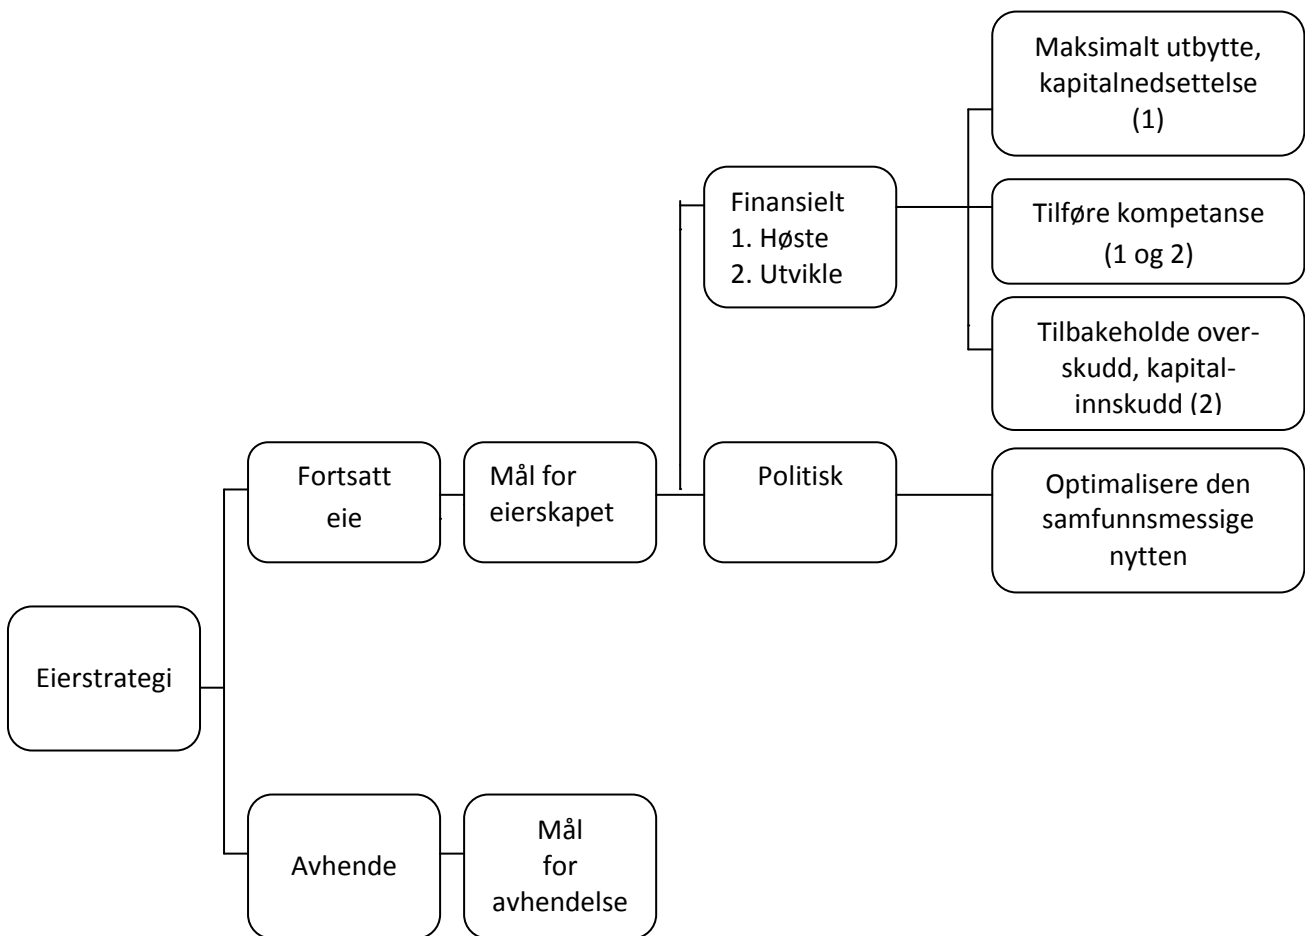 Maksimalt utbytte,
kapitalnedsettelse
(1)
Finansielt
1. Høste
2. Utvikle
Tilføre kompetanse
(1 og 2)
Tilbakeholde over-
skudd, kapital-
innskudd (2)
Fortsatt
eie
Mål for
eierskapet
Politisk
Optimalisere den
samfunnsmessige
nytten
Eierstrategi
Avhende
Mål
for
avhendelse